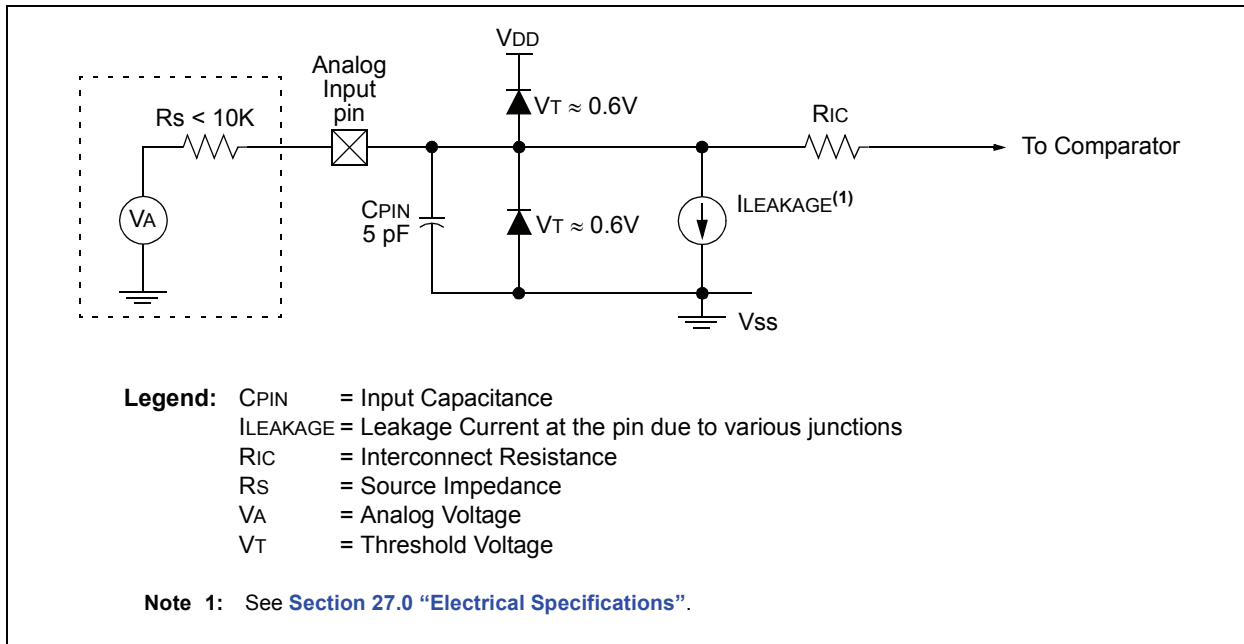 VDD
Analog
Input
pin
Rs < 10K
VT ≈ 0.6V
RIC
To Comparator
VA
CPIN
5 pF
VT ≈ 0.6V
ILEAKAGE(1)
Vss
Legend: CPIN = Input Capacitance
ILEAKAGE = Leakage Current at the pin due to various junctions
RIC = Interconnect Resistance
RS = Source Impedance
VA = Analog Voltage
VT = Threshold Voltage
Note 1: See Section 27.0 “Electrical Specifications”.